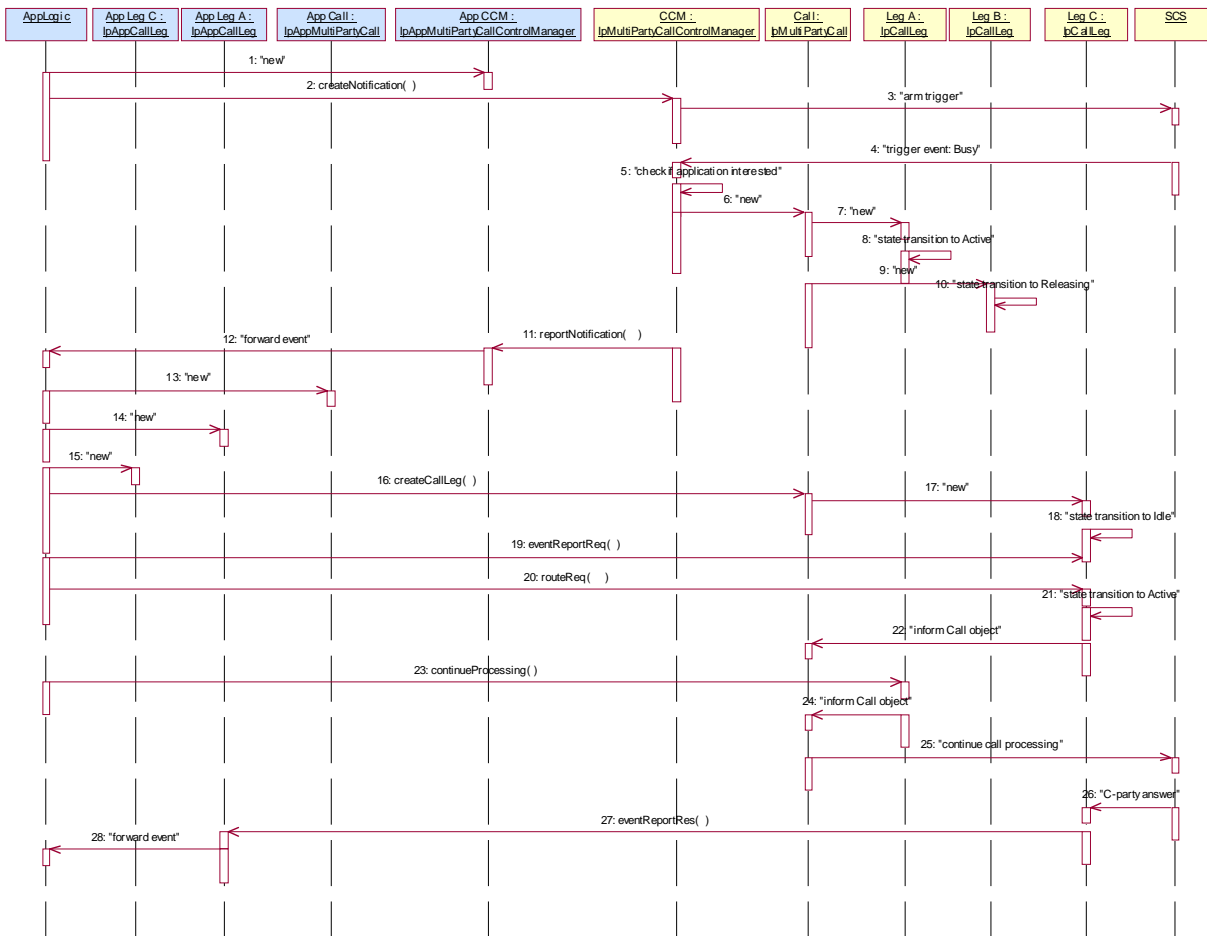 AppLogic
App Leg C :
IpAppCallLeg
App Leg A :
IpAppCallLeg
App Call :
IpAppMultiPartyCall
App CCM :
IpAppMultiPartyCallControlManager
CCM :
IpMultiPartyCallControlManager
Call:
IpMultiPartyCall
Leg A :
IpCallLeg
Leg B :
IpCallLeg
Leg C :
IpCallLeg
SCS
1: "new"
2: createNotification( )
3: "arm trigger"
4: "trigger event: Busy"
5: "check if application interested"
6: "new"
7: "new"
8: "state transition to Active"
9: "new"
10: "state transition to Releasing"
11: reportNotification( )
12: "forward event"
13: "new"
14: "new"
15: "new"
16: createCallLeg( )
17: "new"
18: "state transition to Idle"
19: eventReportReq( )
20: routeReq( )
21: "state transition to Active"
22: "inform Call object"
23: continueProcessing( )
24: "inform Call object"
25: "continue call processing"
26: "C-party answer"
27: eventReportRes( )
28: "forward event"